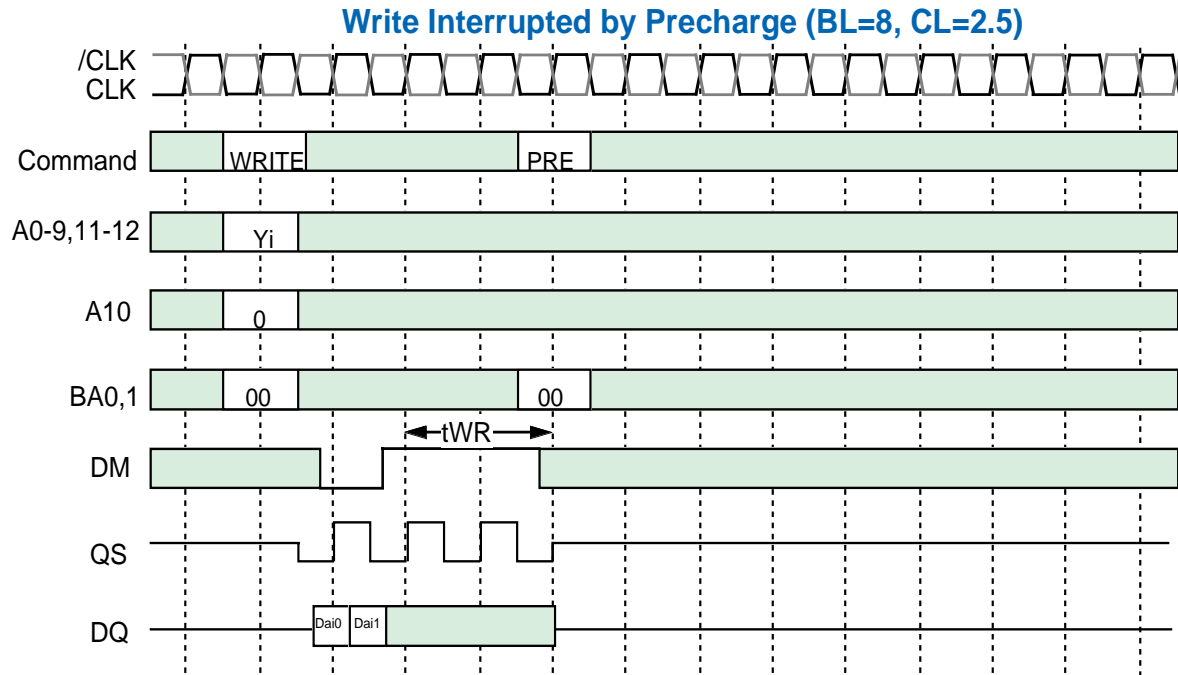 Write Interrupted by Precharge (BL=8, CL=2.5)
/CLK
CLK
Command
WRITE
PRE
A0-9,11-12
Yi
A10
0
BA0,1
00
00
tWR
DM
QS
DQ
Dai0
Dai1